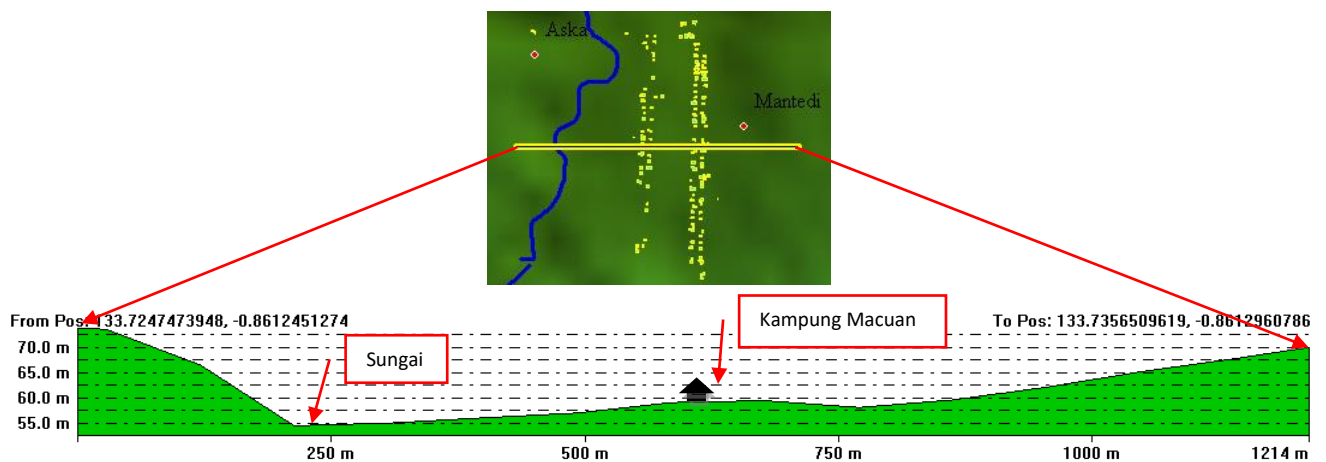 Aska
Mantedi
From Pos: 133.7247473948, -0.8612451274
To Pos: 133.7356509619, -0.8612960786
Kampung Macuan
Sungai
70.0 m
65.0 m
60.0 m
55.0 m
250 m
500 m
750 m
1000 m
1214 m